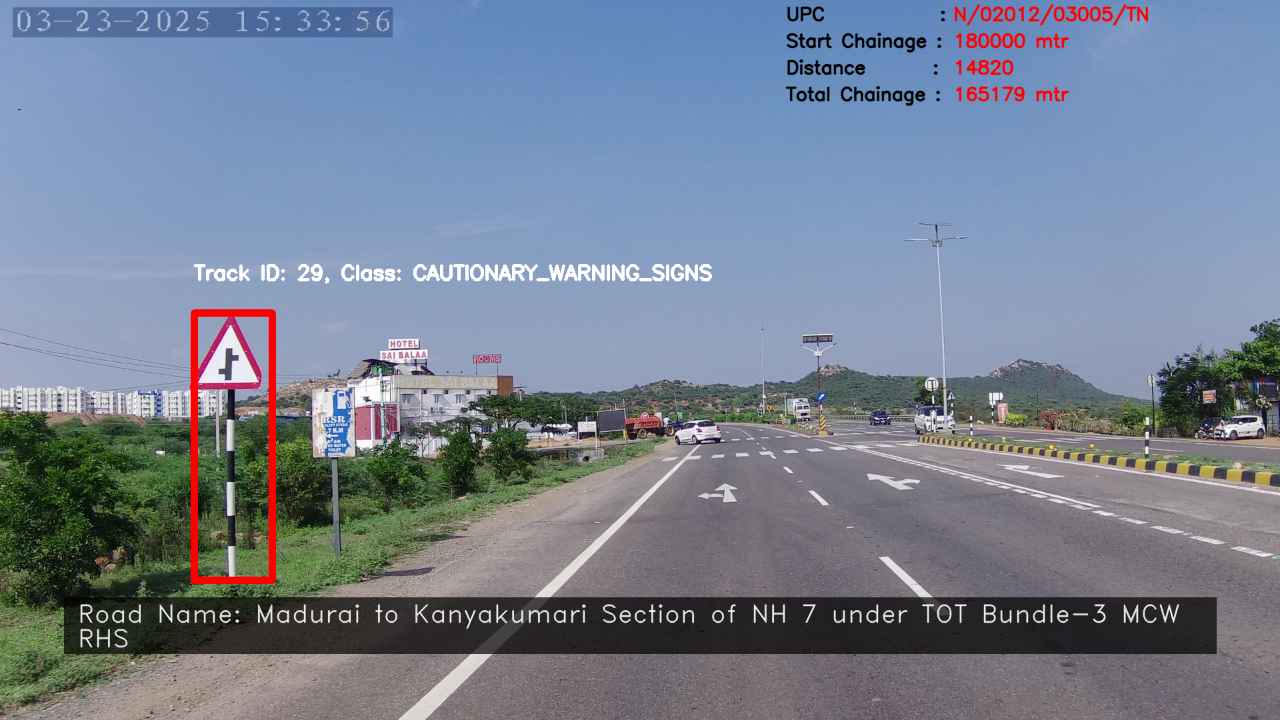 03-23-2025 15:33:56
UPC : N/02012/03005/TN
Start Chainage : 180000 mtr
Distance : 14820
Total Chainage : 165179 mtr
Track ID: 29, Class: CAUTIONARY_WARNING_SIGNS
HOTEL
SAI BALAA
ROOMS
Road Name: Madurai to Kanyakumari Section of NH 7 under TOT Bundle-3 MCW
RHS